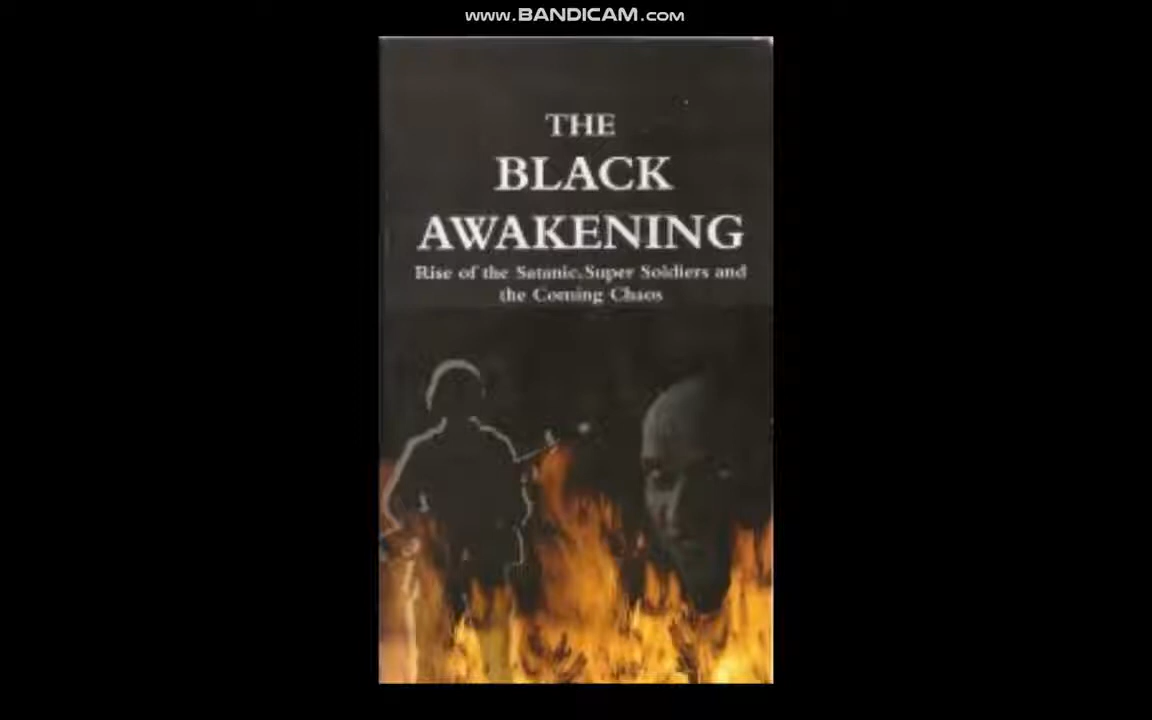 www.BANDICAM.com
THE
BLACK
AWAKENING
Rise of the Satanic Super Soldiers and
the Coming Chaos